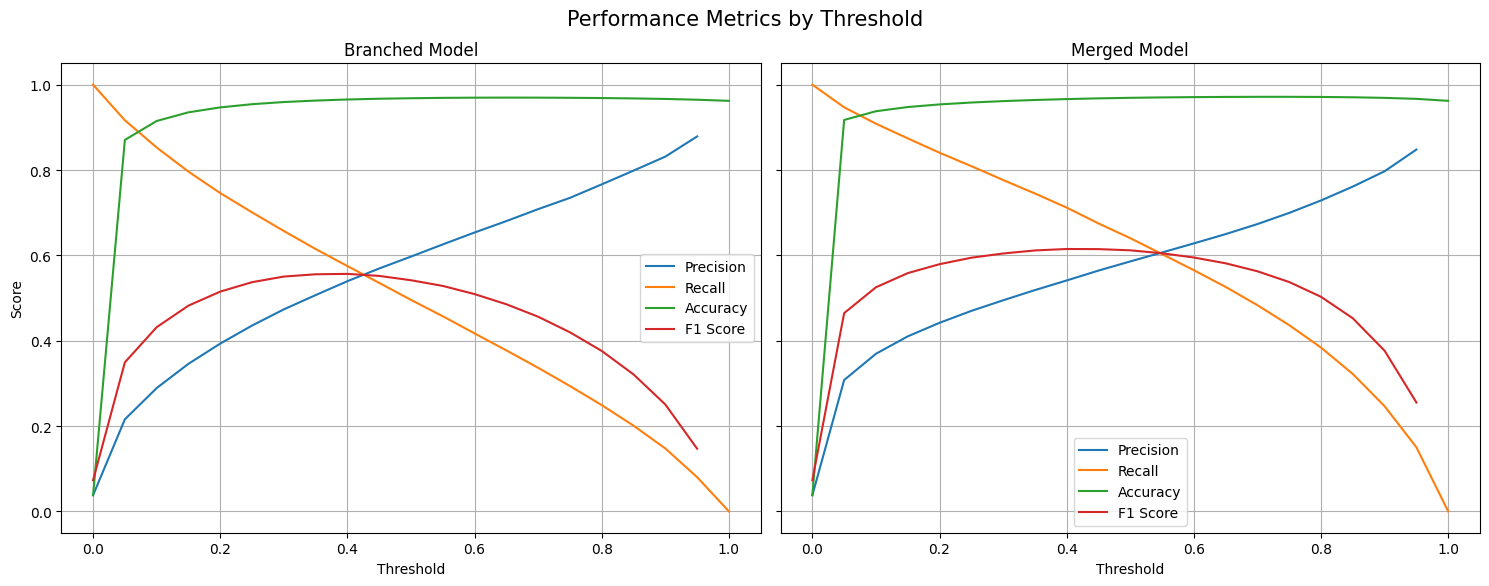 Performance Metrics by Threshold
Branched Model
Score
1.0
0.8
0.6
0.4
0.2
0.0
Precision
Recall
Accuracy
F1 Score
0.0 0.2 0.4 0.6 0.8 1.0
Threshold
Merged Model
Precision
Recall
Accuracy
F1 Score
0.0 0.2 0.4 0.6 0.8 1.0
Threshold